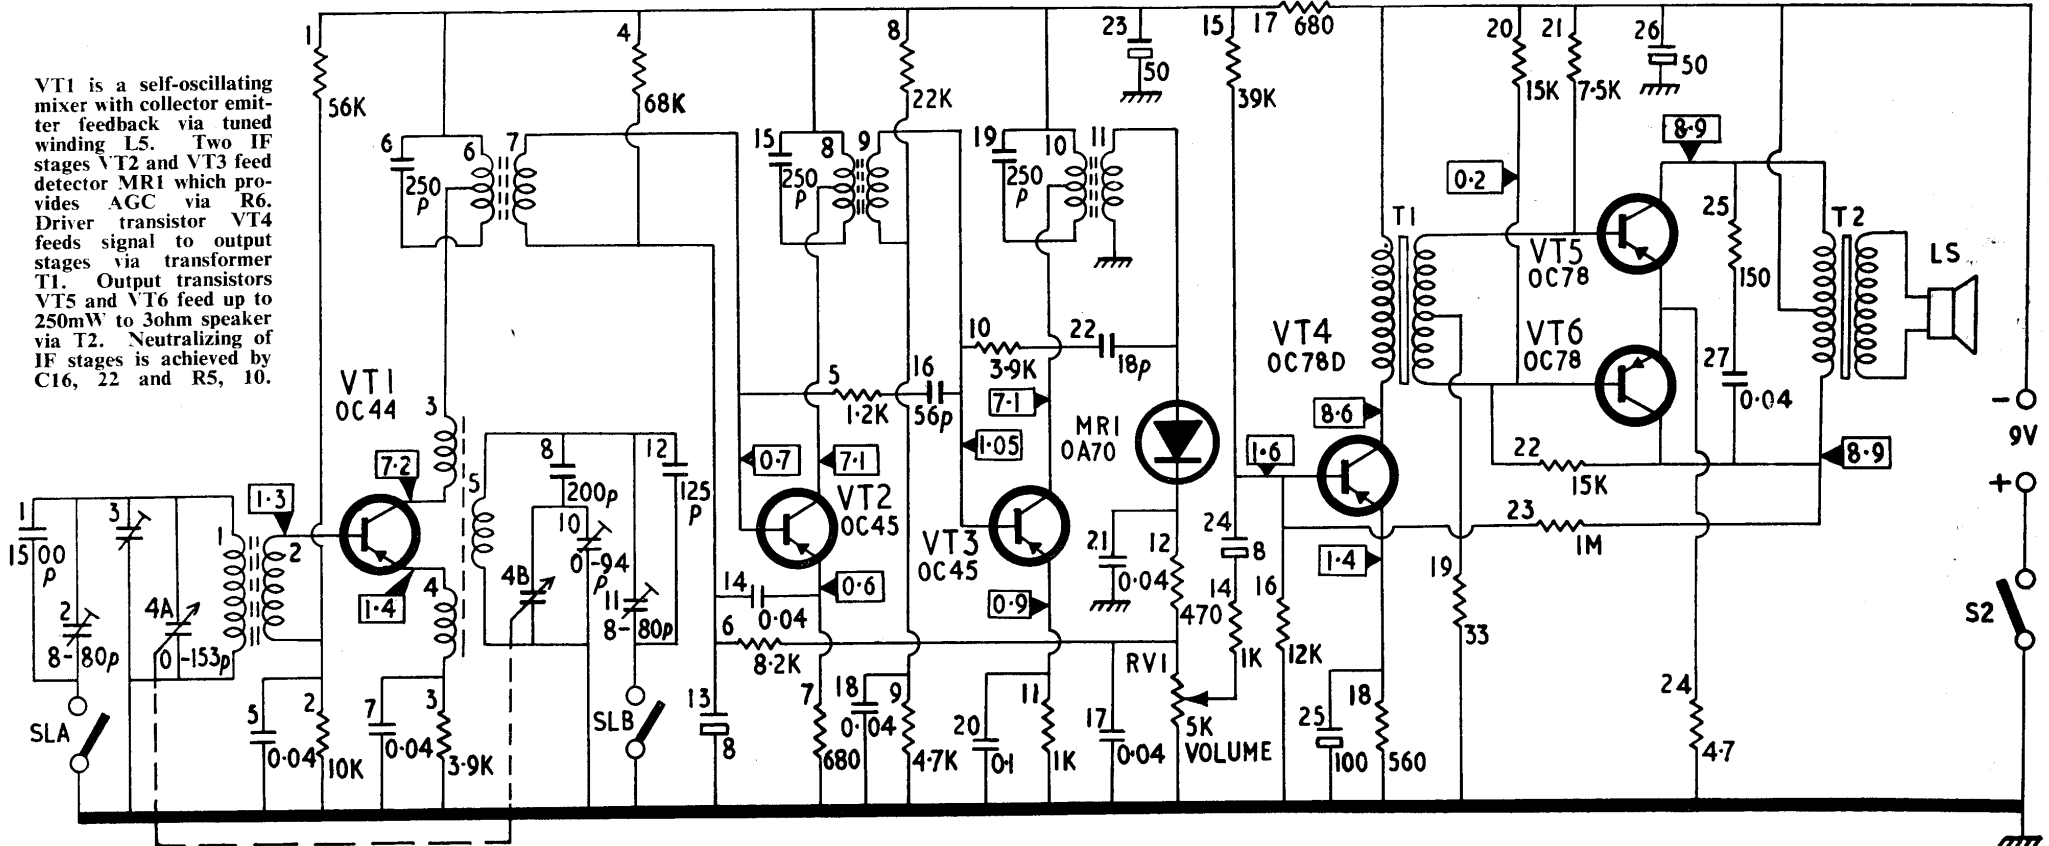 VT1 is a self-oscillating
mixer with collector emit-
ter feedback via tuned
winding L5. Two IF
stages VT2 and VT3 feed
detector MR1 which pro-
vides AGC via R6.
Driver transistor VT4
feeds signal to output
stages via transformer
T1. Output transistors
VT5 and VT6 feed up to
250mW to 3ohm speaker
via T2. Neutralizing of
IF stages is achieved by
C16, 22 and R5, 10.
1
56K
4
68K
8
22K
23
50
15
39K
17 680
20
15K
21
7.5K
26
50
6
250
p
6
7
15
250
p
8
9
19
250
p
10
11
8.9
0.2
T1
VT5
OC78
25
150
T2
LS
VT4
OC78D
VT6
OC78
27
0.04
10
3.9K
22
18p
5
1.2K
16
56p
7.1
8.6
-
9V
+
VT1
OC44
3
7.2
1.3
1.05
MR1
OA70
1.6
8.9
22
15K
23
1M
8
200p
12
125
p
5
0.7
7.1
VT2
OC45
VT3
OC45
1
1500
p
3
1
2
2
8-80p
4A
0-153p
1.4
4
4B
10
0-94
p
11
8-80p
14
0.04
0.6
0.9
21
0.04
12
470
24
8
14
1K
16
12K
1.4
19
33
S2
6
8.2K
RV1
5K
VOLUME
SLA
5
0.04
2
10K
7
0.04
3
3.9K
SLB
13
8
7
680
18
0.04
9
4.7K
20
0.1
11
1K
17
0.04
25
100
18
560
24
4.7